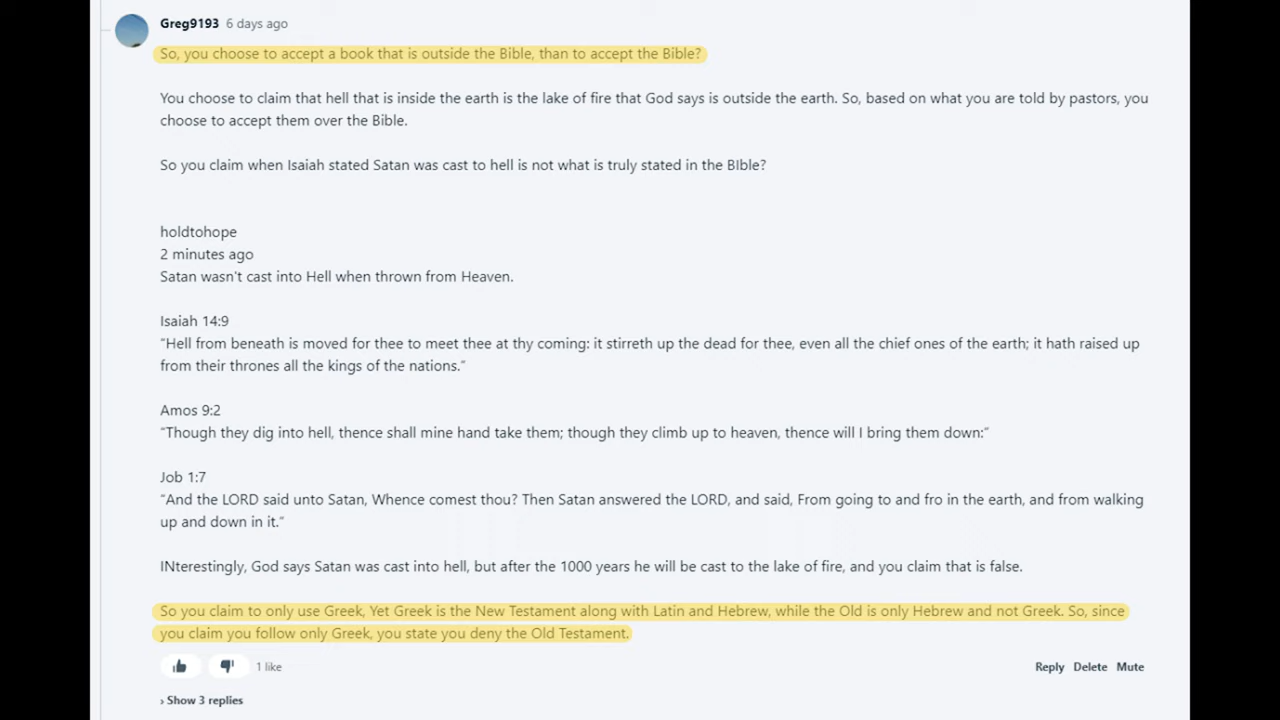 Greg9193 6 days ago
So, you choose to accept a book that is outside the Bible, than to accept the Bible?
You choose to claim that hell that is inside the earth is the lake of fire that God says is outside the earth. So, based on what you are told by pastors, you
choose to accept them over the Bible.
So you claim when Isaiah stated Satan was cast to hell is not what is truly stated in the BIble?
holdtohope
2 minutes ago
Satan wasn't cast into Hell when thrown from Heaven.
Isaiah 14:9
“Hell from beneath is moved for thee to meet thee at thy coming: it stirreth up the dead for thee, even all the chief ones of the earth; it hath raised up
from their thrones all the kings of the nations.”
Amos 9:2
“Though they dig into hell, thence shall mine hand take them; though they climb up to heaven, thence will I bring them down:”
Job 1:7
“And the LORD said unto Satan, Whence comest thou? Then Satan answered the LORD, and said, From going to and fro in the earth, and from walking
up and down in it.”
INterestingly, God says Satan was cast into hell, but after the 1000 years he will be cast to the lake of fire, and you claim that is false.
So you claim to only use Greek, Yet Greek is the New Testament along with Latin and Hebrew, while the Old is only Hebrew and not Greek. So, since
you claim you follow only Greek, you state you deny the Old Testament.
1 like Reply Delete Mute
› Show 3 replies